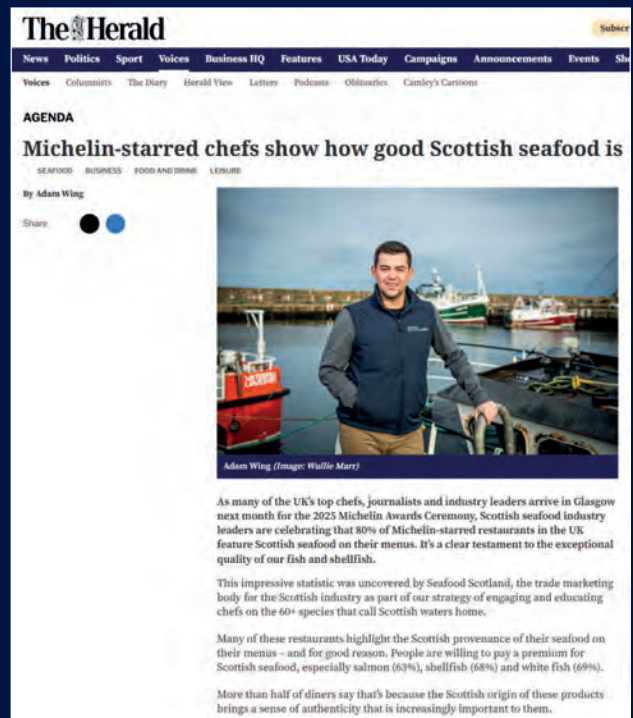 The Herald
Subscr
News Politics Sport Voices Business HQ Features USA Today Campaigns Announcements Events Sh
Voices Columnists The Diary Herald View Letters Podcasts Obituaries Camley's Cartoons
AGENDA
Michelin-starred chefs show how good Scottish seafood is
SEAFOOD BUSINESS FOOD AND DRINK LEISURE
By Adam Wing
Share
Adam Wing (Image: Wullie Marr)
As many of the UK's top chefs, journalists and industry leaders arrive in Glasgow
next month for the 2025 Michelin Awards Ceremony, Scottish seafood industry
leaders are celebrating that 80% of Michelin-starred restaurants in the UK
feature Scottish seafood on their menus. It's a clear testament to the exceptional
quality of our fish and shellfish.
This impressive statistic was uncovered by Seafood Scotland, the trade marketing
body for the Scottish industry as part of our strategy of engaging and educating
chefs on the 60+ species that call Scottish waters home.
Many of these restaurants highlight the Scottish provenance of their seafood on
their menus – and for good reason. People are willing to pay a premium for
Scottish seafood, especially salmon (63%), shellfish (68%) and white fish (69%).
More than half of diners say that's because the Scottish origin of these products
brings a sense of authenticity that is increasingly important to them.